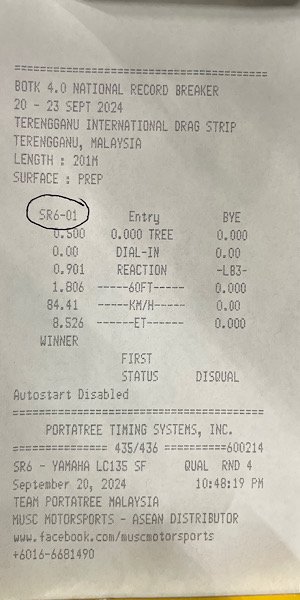 ========================================
BOTK 4.0 NATIONAL RECORD BREAKER
20 - 23 SEPT 2024
TERENGGANU INTERNATIONAL DRAG STRIP
TERENGGANU, MALAYSIA
LENGTH : 201M
SURFACE : PREP
SR6-01 Entry BYE
0.500 0.000 TREE 0.000
0.00 DIAL-IN 0.00
0.901 REACTION -LB3-
1.806 -----60FT----- 0.000
84.41 -----KM/H----- 0.00
8.526 ------ET------ 0.000
WINNER
FIRST
STATUS DISQUAL
Autostart Disabled
========================================
PORTATREE TIMING SYSTEMS, INC.
=============== 435/436 ==========600214
SR6 - YAMAHA LC135 SF QUAL RND 4
September 20, 2024 10:48:19 PM
TEAM PORTATREE MALAYSIA
MUSC MOTORSPORTS - ASEAN DISTRIBUTOR
www.facebook.com/muscmotorsports
+6016-6681490